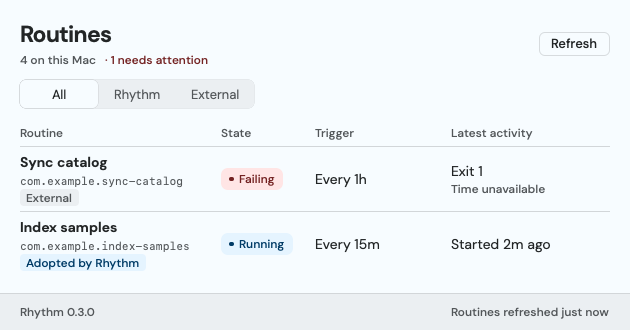 Routines
4 on this Mac · 1 needs attention
Refresh
All Rhythm External
Routine State Trigger Latest activity
Sync catalog
com.example.sync-catalog
External
Failing
Every 1h
Exit 1
Time unavailable
Index samples
com.example.index-samples
Adopted by Rhythm
Running
Every 15m
Started 2m ago
Rhythm 0.3.0 Routines refreshed just now